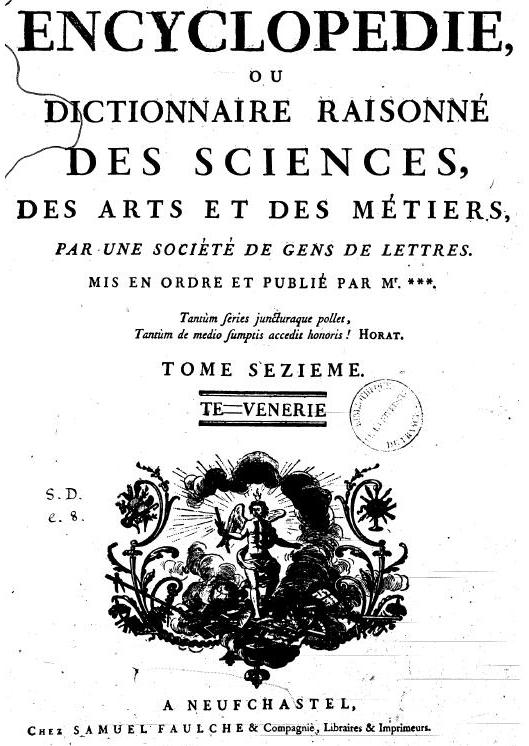 ENCYCLOPEDIE,
OU
DICTIONNAIRE RAISONNÉ
DES SCIENCES,
DES ARTS ET DES MÉTIERS,
PAR UNE SOCIÉTÉ DE GENS DE LETTRES.
MIS EN ORDRE ET PUBLIÉ PAR Mr. ***.
Tantùm ſeries juncturaque pollet,
Tantùm de medio ſumptis accedit honoris! HORAT.
TOME SEZIEME.
TE=VENERIE
S.D.
e. 8.
A NEUFCHASTEL,
CHEZ SAMUEL FAULCHE & Compagnie, Libraires & Imprimeurs.